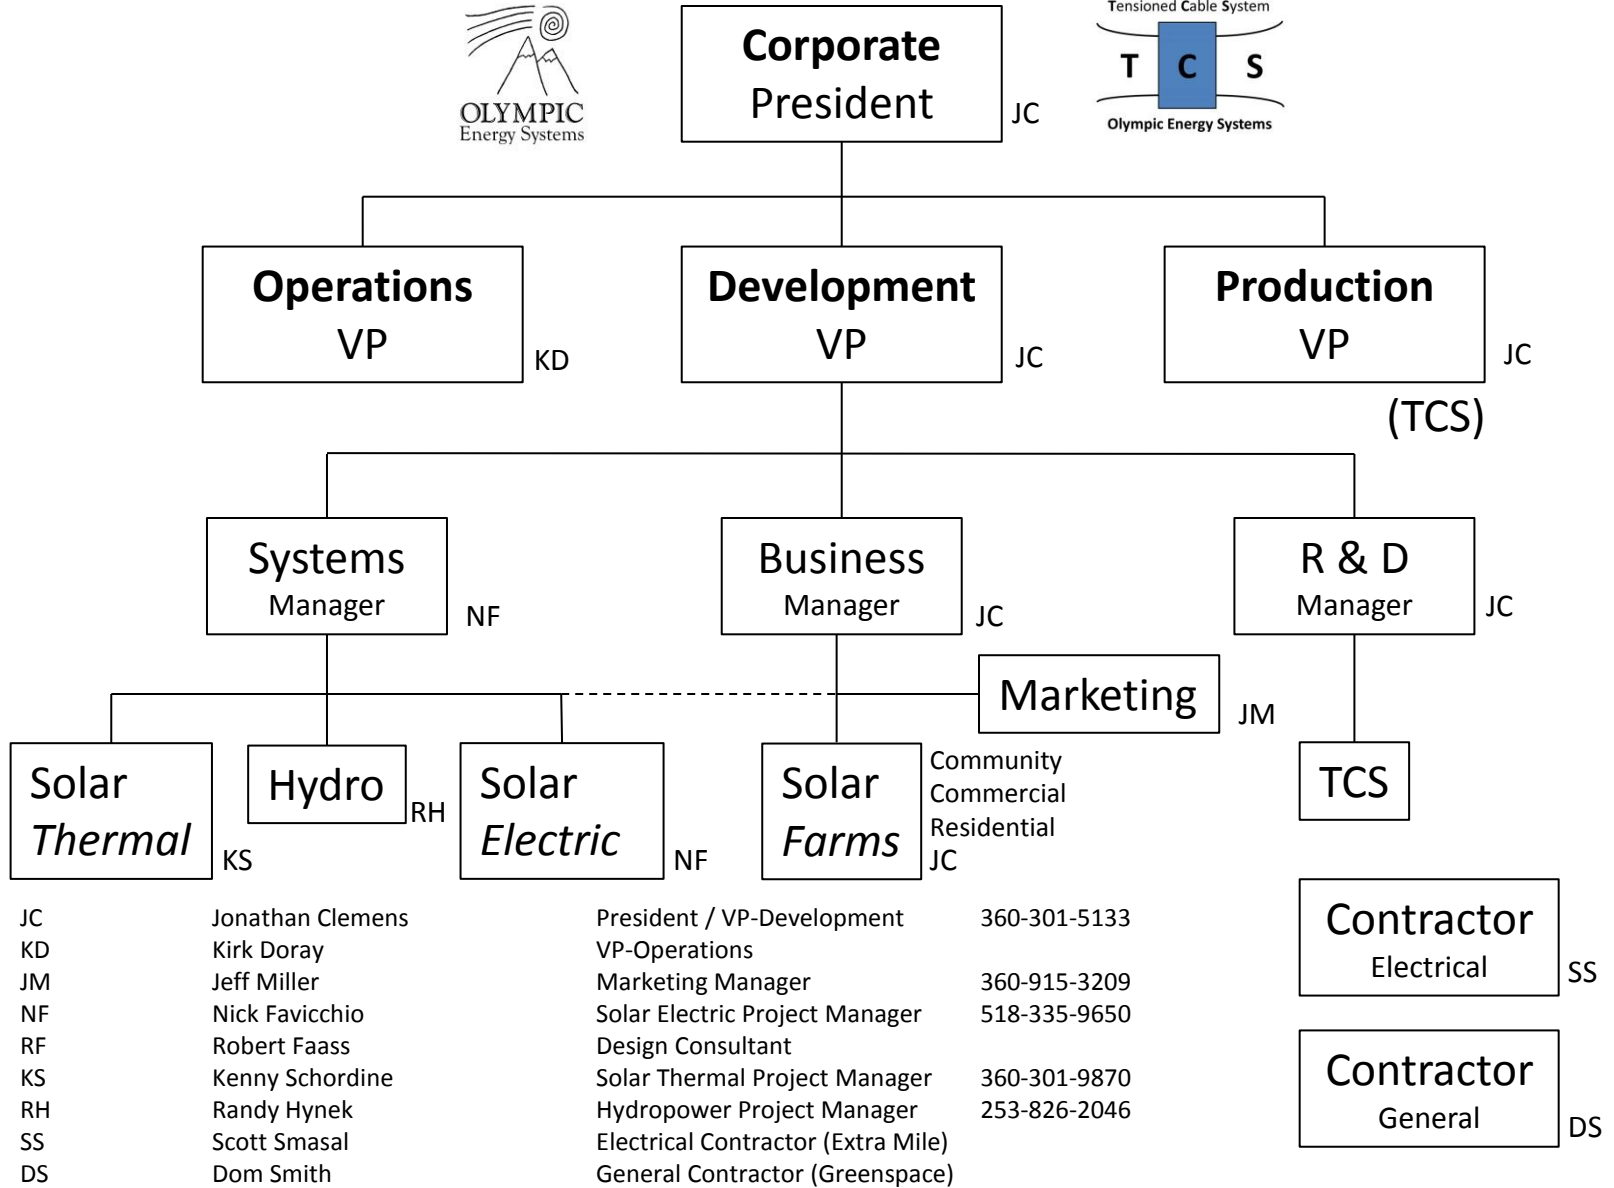 Tensioned Cable System
T C S
Olympic Energy Systems
OLYMPIC
Energy Systems
Corporate
President
JC
Operations
VP
KD
Development
VP
JC
Production
VP
JC
(TCS)
Systems
Manager
NF
Business
Manager
JC
R & D
Manager
JC
Marketing
JM
Solar
Thermal
KS
Hydro
RH
Solar
Electric
NF
Solar
Farms
Community
Commercial
Residential
JC
TCS
JC Jonathan Clemens President / VP-Development 360-301-5133
KD Kirk Doray VP-Operations
JM Jeff Miller Marketing Manager 360-915-3209
NF Nick Favicchio Solar Electric Project Manager 518-335-9650
RF Robert Faass Design Consultant
KS Kenny Schordine Solar Thermal Project Manager 360-301-9870
RH Randy Hynek Hydropower Project Manager 253-826-2046
SS Scott Smasal Electrical Contractor (Extra Mile)
DS Dom Smith General Contractor (Greenspace)
Contractor
Electrical
SS
Contractor
General
DS